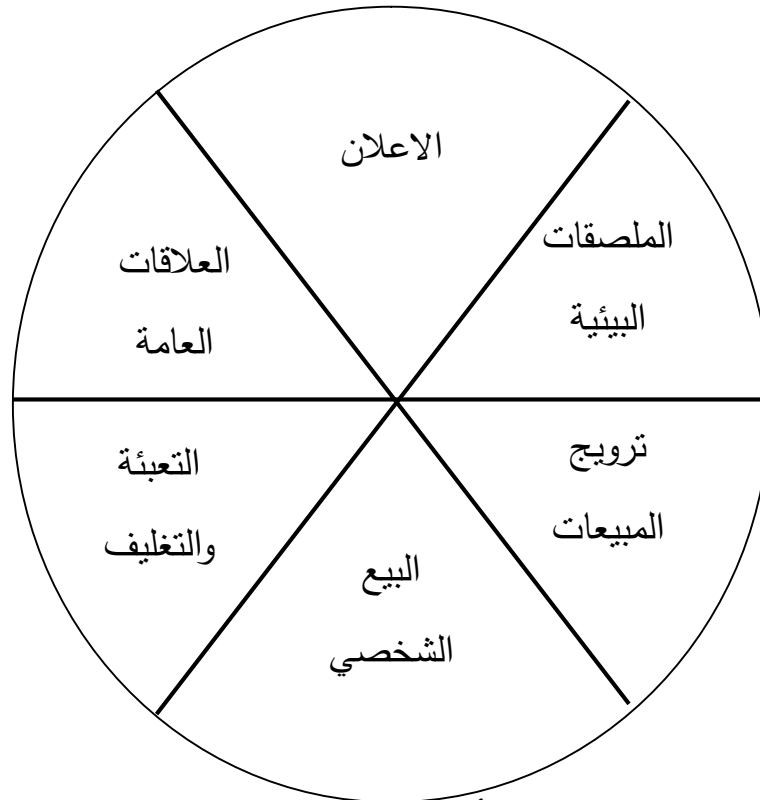 الاعلان
الملصقات
البيئية
ترويج
المبيعات
البيع
الشخصي
التعبئة
والتغليف
العلاقات
العامة